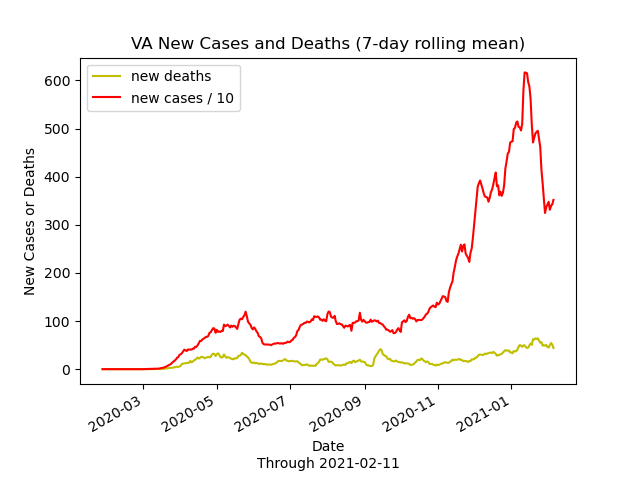 VA New Cases and Deaths (7-day rolling mean)
new deaths
new cases / 10
600
500
400
300
200
100
0
New Cases or Deaths
2020-03
2020-05
2020-07
2020-09
2020-11
2021-01
Date
Through 2021-02-11